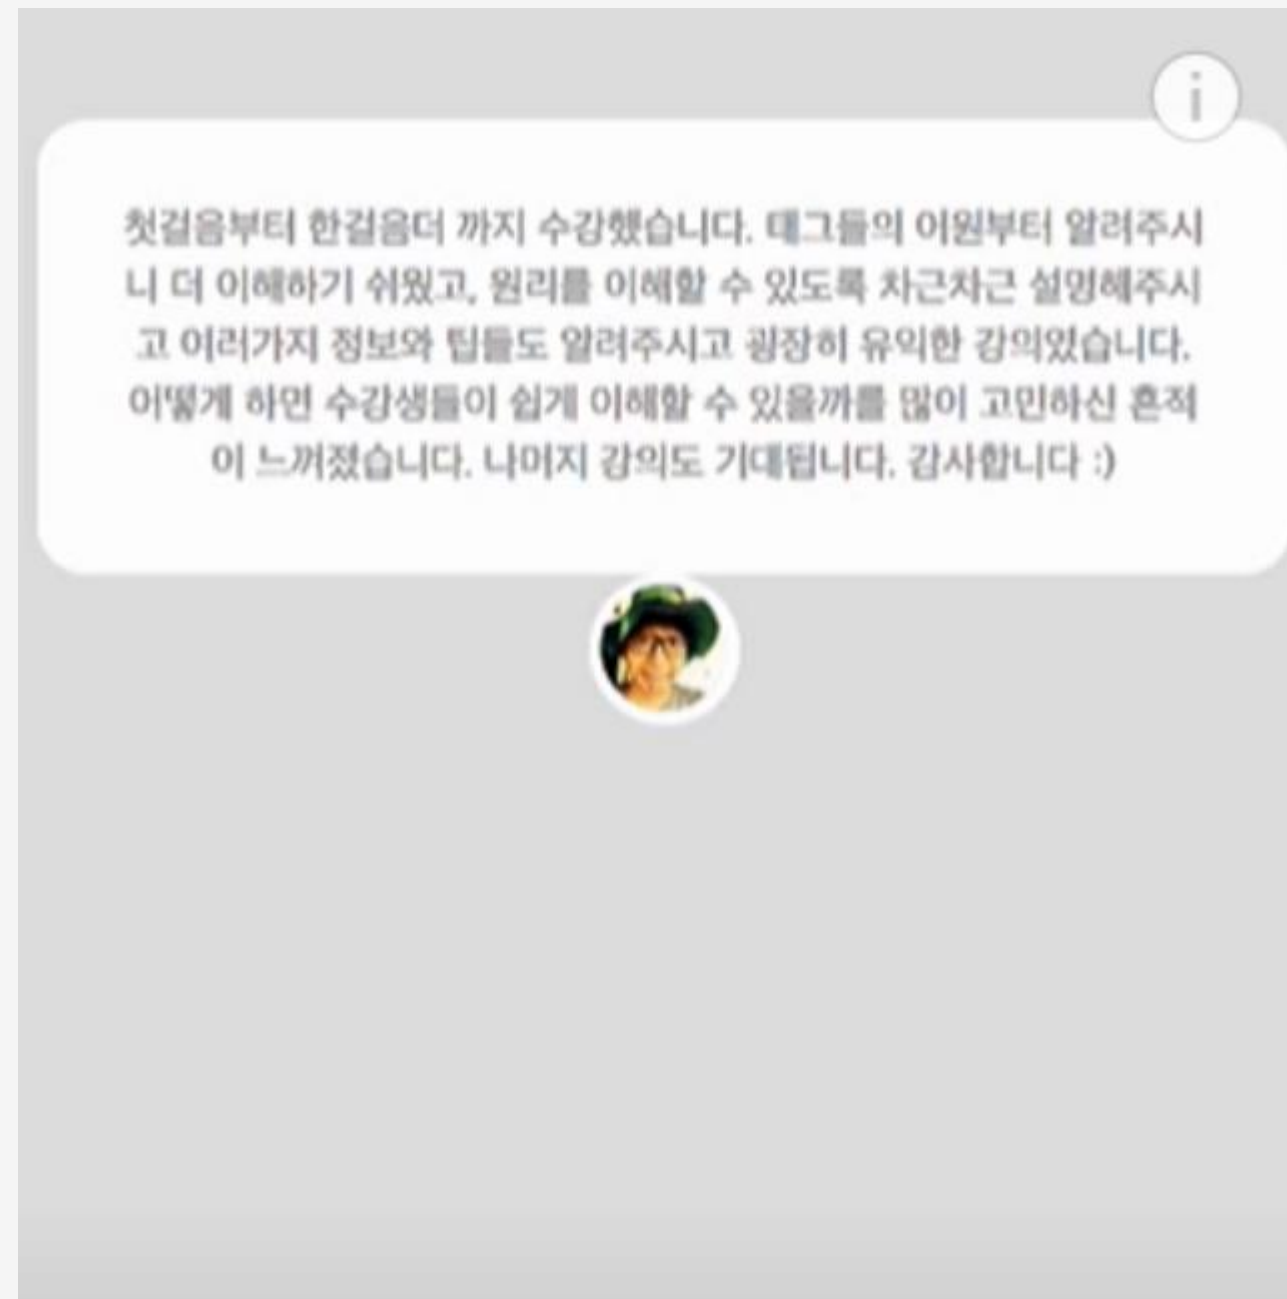 i
첫걸음부터 한걸음더 까지 수강했습니다. 태그들의 어원부터 알려주시
니 더 이해하기 쉬웠고, 원리를 이해할 수 있도록 차근차근 설명해주시
고 여러가지 정보와 팁들도 알려주시고 굉장히 유익한 강의였습니다.
어떻게 하면 수강생들이 쉽게 이해할 수 있을까를 많이 고민하신 흔적
이 느껴졌습니다. 나머지 강의도 기대됩니다. 감사합니다 :)